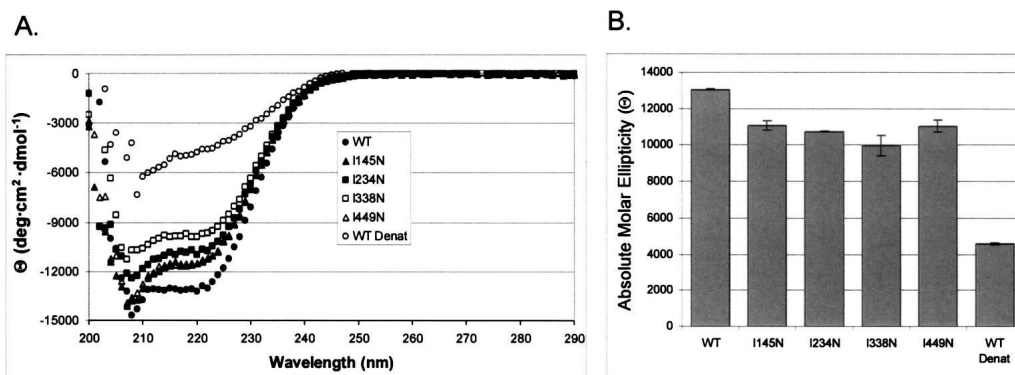 A.
0
-3000
-6000
-9000
-12000
-15000
Θ (deg·cm² ·dmol⁻¹)
200 210 220 230 240 250 260 270 280 290
Wavelength (nm)
WT
I145N
I234N
I338N
I449N
WT Denat
B.
14000
12000
10000
8000
6000
4000
2000
0
Absolute Molar Ellipticity (Θ)
WT I145N I234N I338N I449N WT
Denat